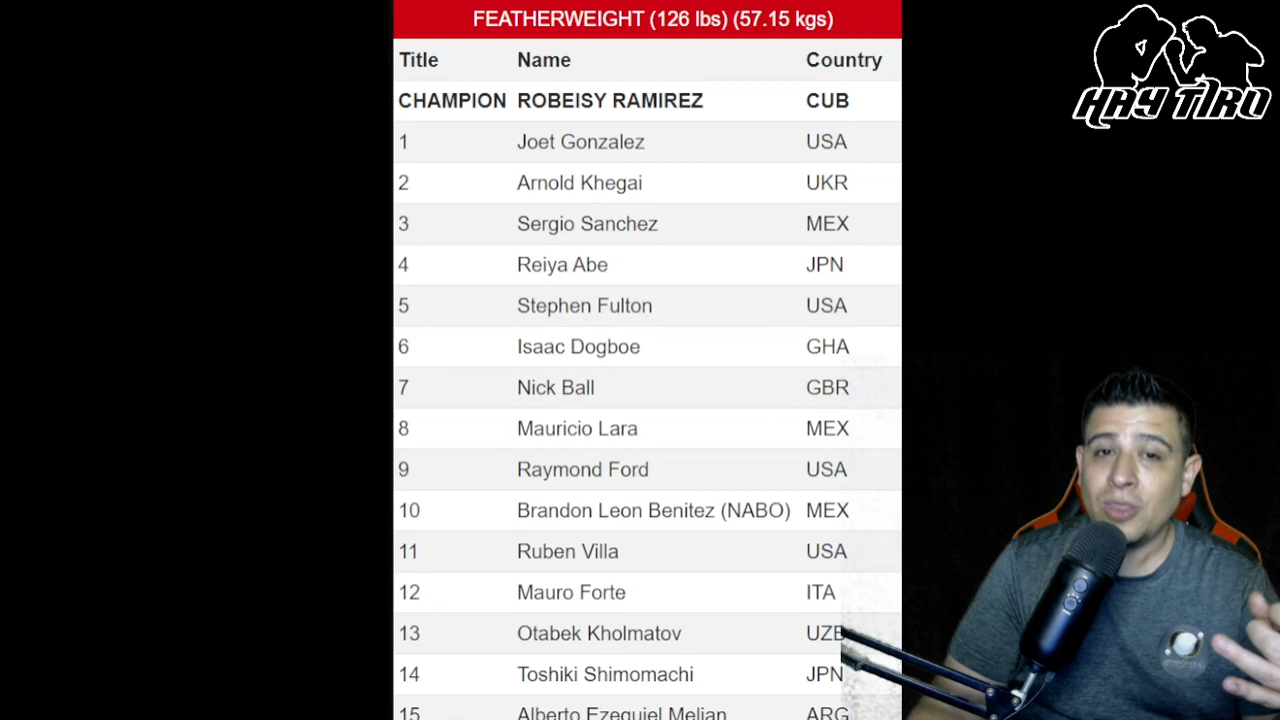 FEATHERWEIGHT (126 lbs) (57.15 kgs)
Title Name Country
CHAMPION ROBEISY RAMIREZ CUB
1 Joet Gonzalez USA
2 Arnold Khegai UKR
3 Sergio Sanchez MEX
4 Reiya Abe JPN
5 Stephen Fulton USA
6 Isaac Dogboe GHA
7 Nick Ball GBR
8 Mauricio Lara MEX
9 Raymond Ford USA
10 Brandon Leon Benitez (NABO) MEX
11 Ruben Villa USA
12 Mauro Forte ITA
13 Otabek Kholmatov UZB
14 Toshiki Shimomachi JPN
15 Alberto Ezequiel Melian ARG
HAY TIRO